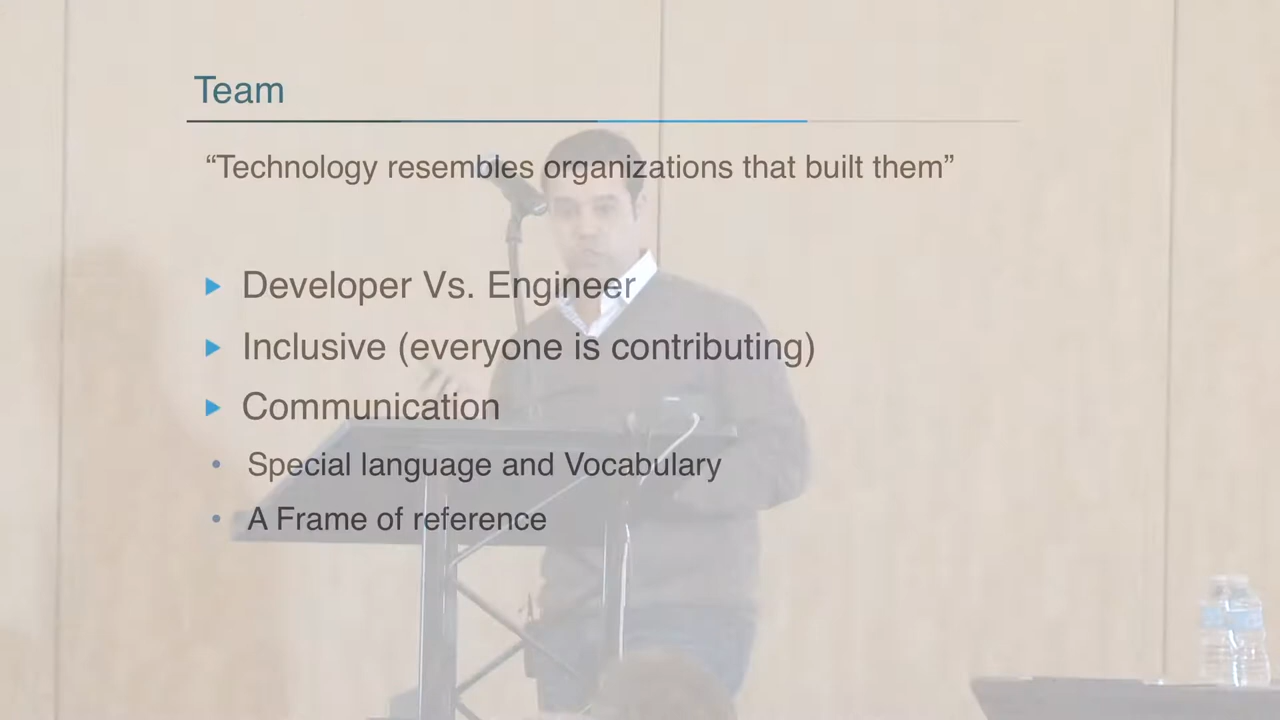 Team
“Technology resembles organizations that built them”
Developer Vs. Engineer
Inclusive (everyone is contributing)
Communication
Special language and Vocabulary
A Frame of reference